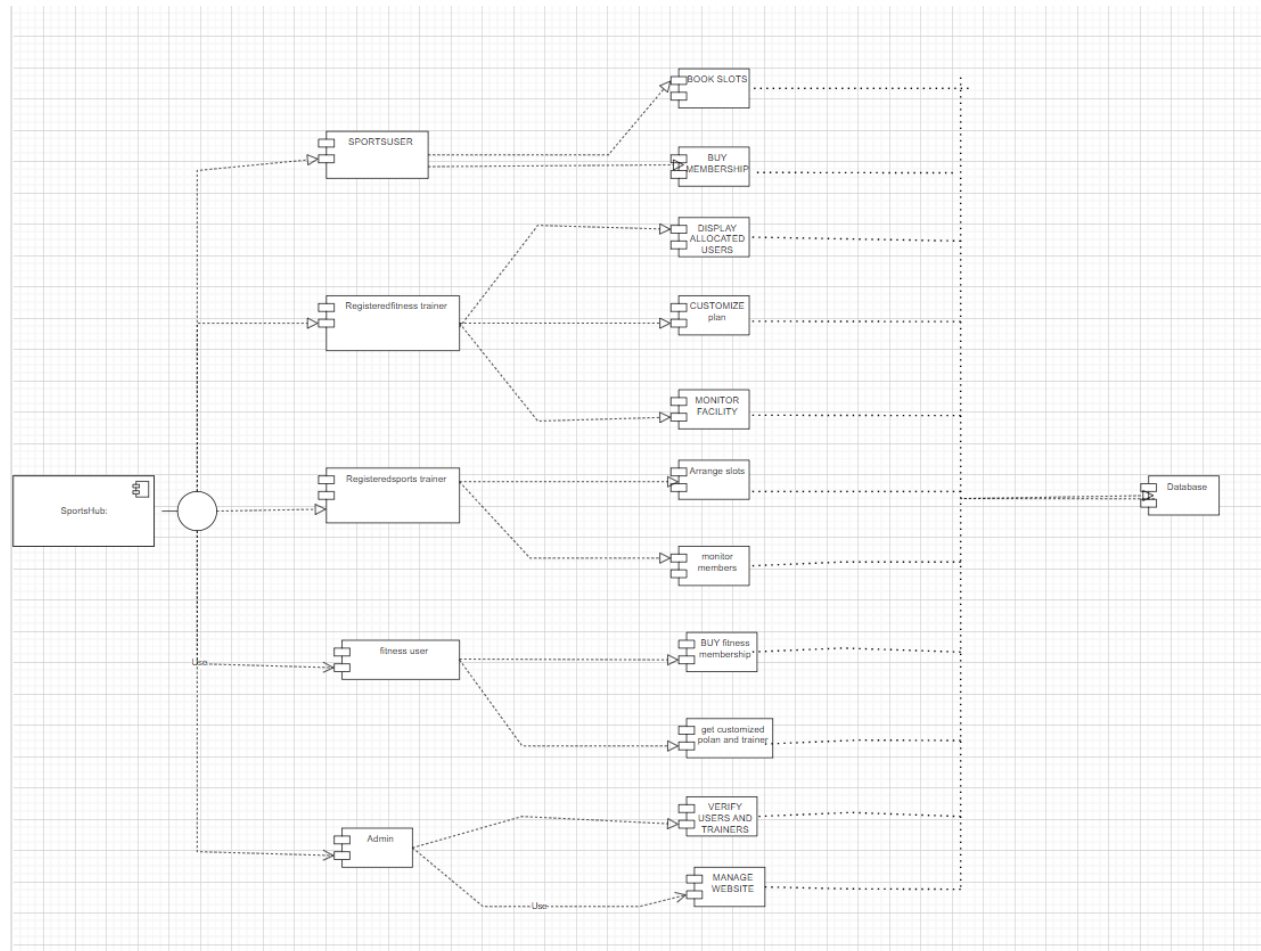 BOOK SLOTS
SPORTSUSER
BUY
MEMBERSHIP
DISPLAY
ALLOCATED
USERS
Registeredfitness trainer
CUSTOMIZE
plan
MONITOR
FACILITY
Registeredsports trainer
Arrange slots
SportsHub:
Database
monitor
members
fitness user
BUY fitness
membership
Use
get customized
polan and trainer
Admin
VERIFY
USERS AND
TRAINERS
MANAGE
WEBSITE
Use